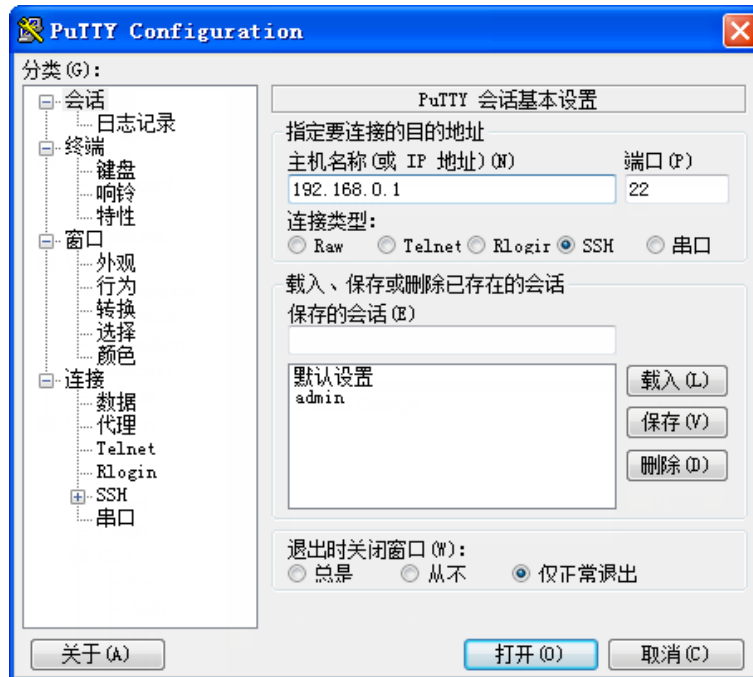 PuTTY Configuration
分类(G):
会话
日志记录
终端
键盘
响铃
特性
窗口
外观
行为
转换
选择
颜色
连接
数据
代理
Telnet
Rlogin
SSH
串口
PuTTY 会话基本设置
指定要连接的目的地址
主机名称(或 IP 地址)(N) 端口(P)
192.168.0.1 22
连接类型:
Raw Telnet Rlogir SSH 串口
载入、保存或删除已存在的会话
保存的会话(E)
默认设置
admin
载入(L)
保存(V)
删除(D)
退出时关闭窗口(W):
总是 从不 仅正常退出
关于(A) 打开(O) 取消(C)